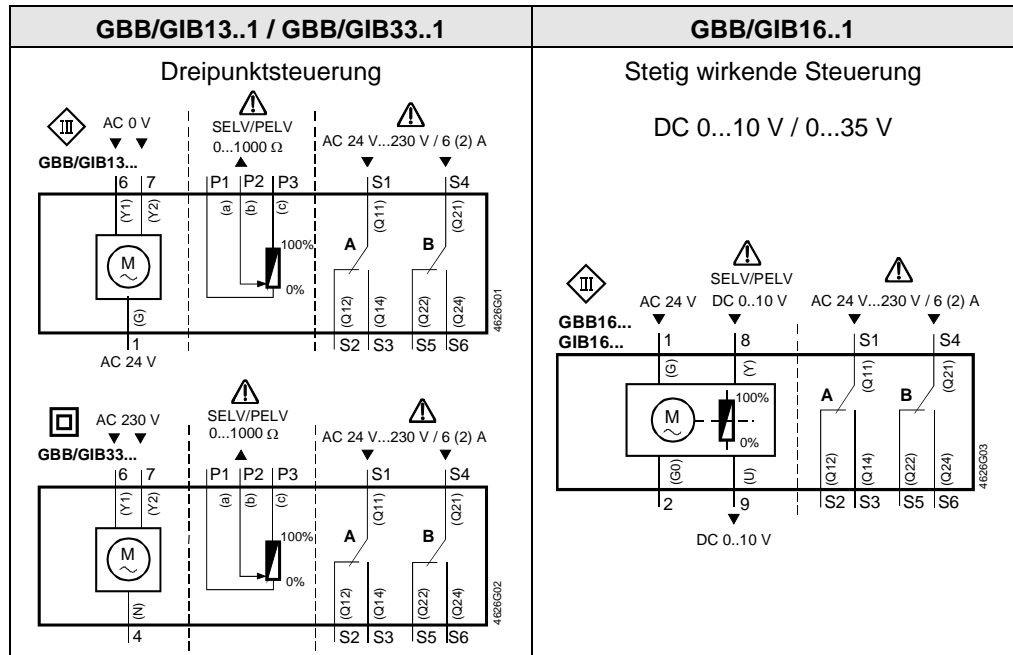 GBB/GIB13..1 / GBB/GIB33..1
GBB/GIB16..1
Dreipunktsteuerung
III
AC 0 V
SELV/PELV
0...1000 Ω
AC 24 V...230 V / 6 (2) A
GBB/GIB13...
6 7 P1 P2 P3 S1 S4
(Y1) (Y2) (a) (b) (c) (Q11) (Q21)
M
~
100%
0%
A B
(G) (Q12) (Q14) (Q22) (Q24)
1 S2 S3 S5 S6
AC 24 V
4626G01
AC 230 V
SELV/PELV
0...1000 Ω
AC 24 V...230 V / 6 (2) A
GBB/GIB33...
6 7 P1 P2 P3 S1 S4
(Y1) (Y2) (a) (b) (c) (Q11) (Q21)
M
~
100%
0%
A B
(N) (Q12) (Q14) (Q22) (Q24)
4 S2 S3 S5 S6
4626G02
Stetig wirkende Steuerung
DC 0...10 V / 0...35 V
III
AC 24 V
SELV/PELV
DC 0..10 V
AC 24 V...230 V / 6 (2) A
GBB16...
GIB16...
1 8 S1 S4
(G) (Y) (Q11) (Q21)
M
~
100%
0%
A B
(G0) (U) (Q12) (Q14) (Q22) (Q24)
2 9 S2 S3 S5 S6
DC 0..10 V
4626G03